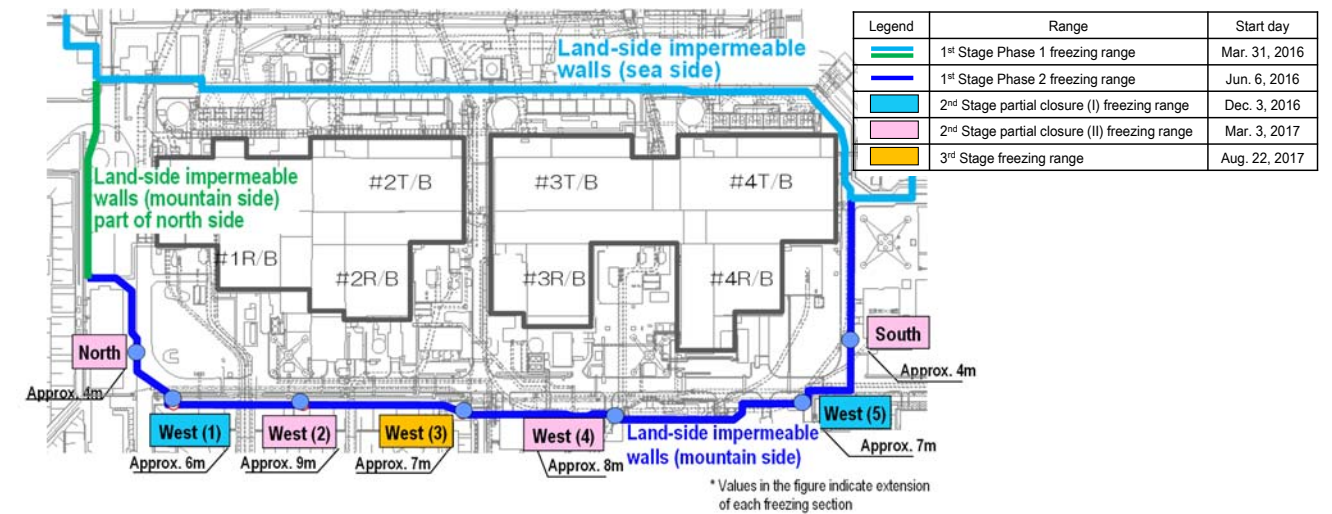 Legend Range Start day
1st Stage Phase 1 freezing range Mar. 31, 2016
1st Stage Phase 2 freezing range Jun. 6, 2016
2nd Stage partial closure (I) freezing range Dec. 3, 2016
2nd Stage partial closure (II) freezing range Mar. 3, 2017
3rd Stage freezing range Aug. 22, 2017
Land-side impermeable
walls (sea side)
Land-side impermeable
walls (mountain side)
part of north side
#2T/B
#3T/B
#4T/B
#1R/B
#2R/B
#3R/B
#4R/B
North
Approx. 4m
South
Approx. 4m
West (1)
Approx. 6m
West (2)
Approx. 9m
West (3)
Approx. 7m
West (4)
Approx. 8m
West (5)
Approx. 7m
Land-side impermeable
walls (mountain side)
* Values in the figure indicate extension
of each freezing section